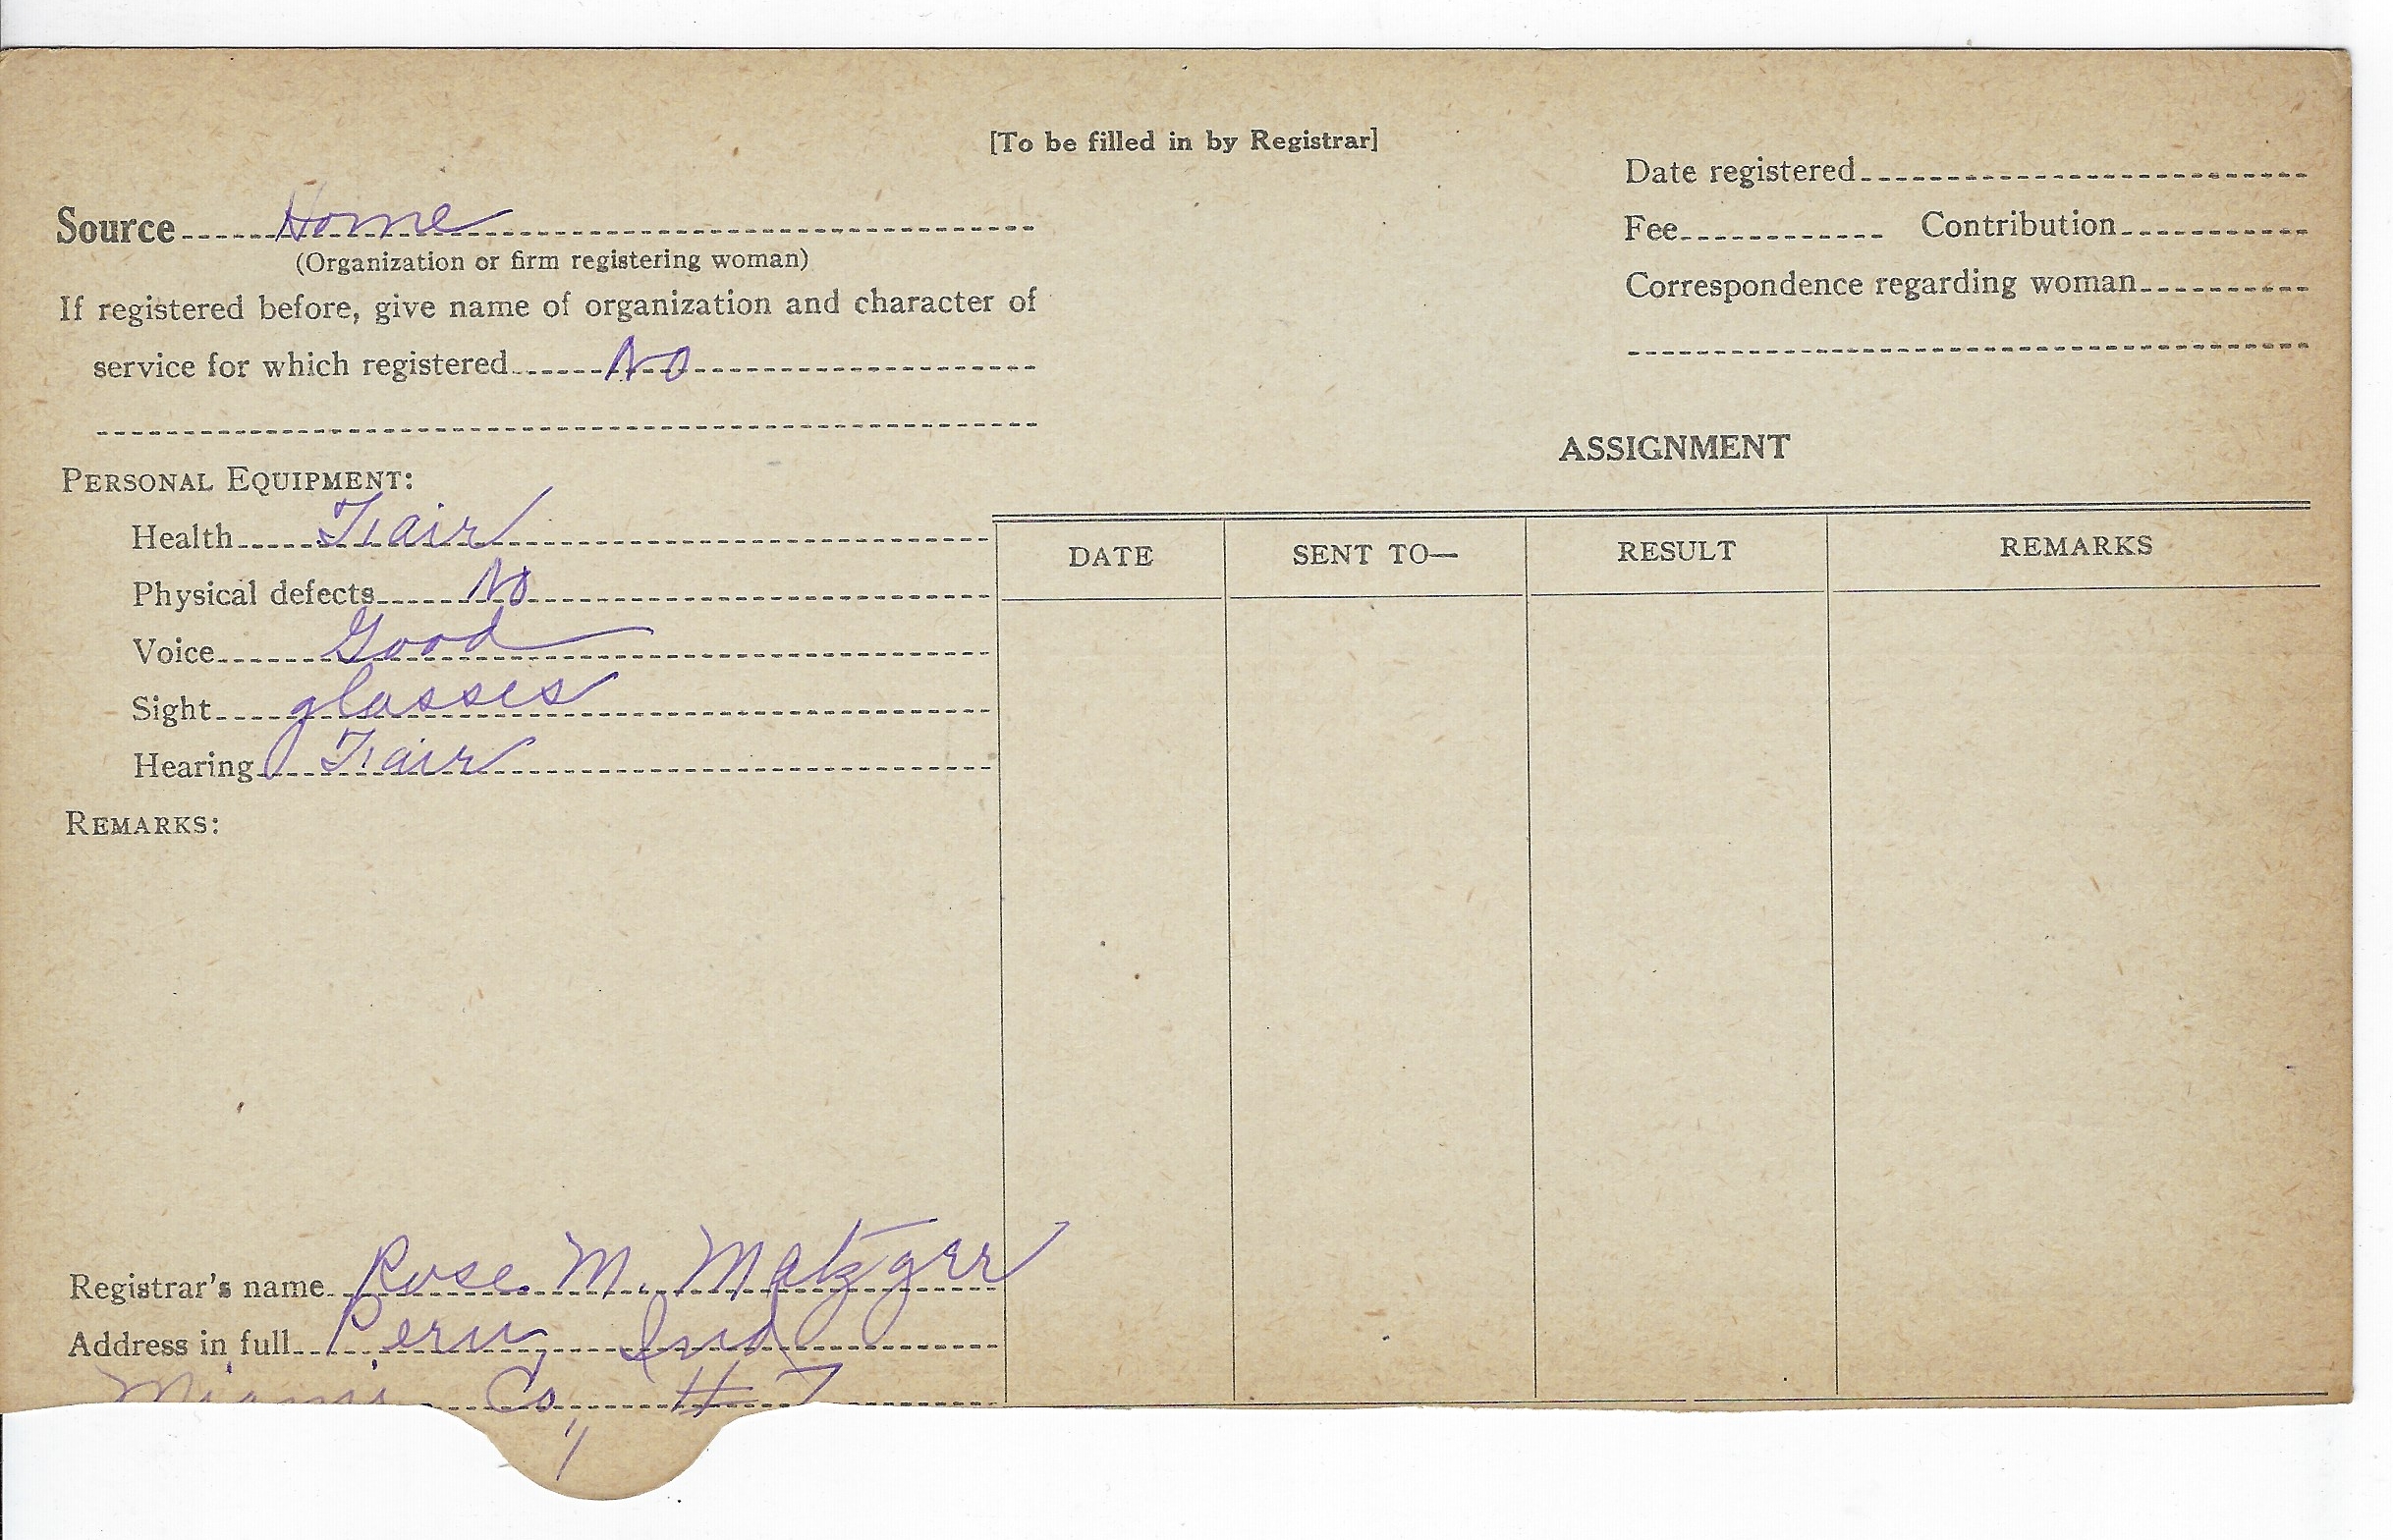 [To be filled in by Registrar]
Source Home
(Organization or firm registering woman)
If registered before, give name of organization and character of
service for which registered No
PERSONAL EQUIPMENT:
Health Fair
Physical defects No
Voice Good
Sight glasses
Hearing Fair
REMARKS:
Registrar's name Rose M. Metzger
Address in full Peru Ind
Miami Co, # 7
Date registered
Fee Contribution
Correspondence regarding woman
ASSIGNMENT
DATE SENT TO— RESULT REMARKS